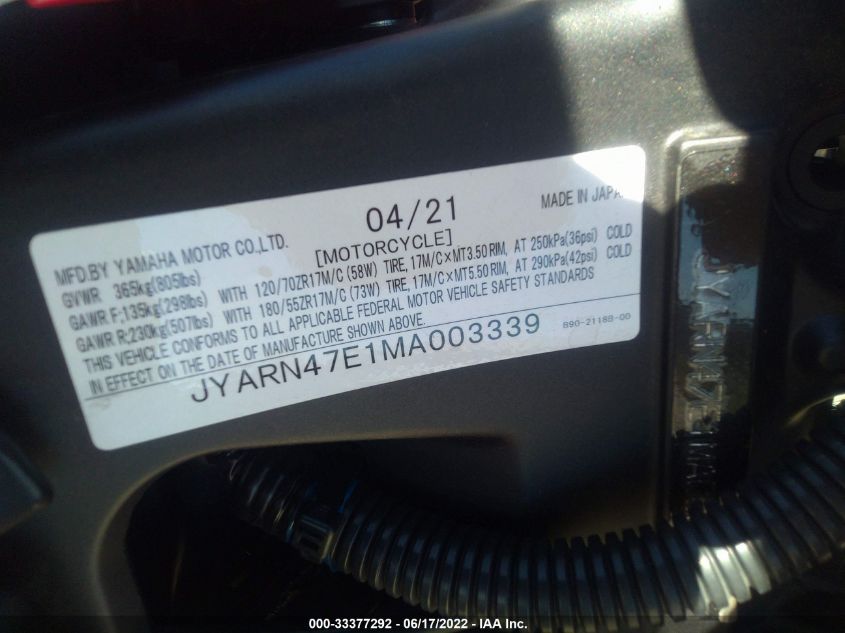 04/21
MADE IN JAPA
MFD.BY YAMAHA MOTOR CO.,LTD.
[MOTORCYCLE]
GVWR 365kg(805lbs)
GAWR F:135kg(298lbs) WITH 120/70ZR17M/C (58W) TIRE, 17M/C×MT3.50 RIM, AT 250kPa(36psi) COLD
GAWR R:230kg(507lbs) WITH 180/55ZR17M/C (73W) TIRE, 17M/C×MT5.50 RIM, AT 290kPa(42psi) COLD
THIS VEHICLE CONFORMS TO ALL APPLICABLE FEDERAL MOTOR VEHICLE SAFETY STANDARDS
IN EFFECT ON THE DATE OF MANUFACTURE SHOWN ABOVE.
JYARN47E1MA003339
B90-2118B-00
000-33377292 - 06/17/2022 - IAA Inc.